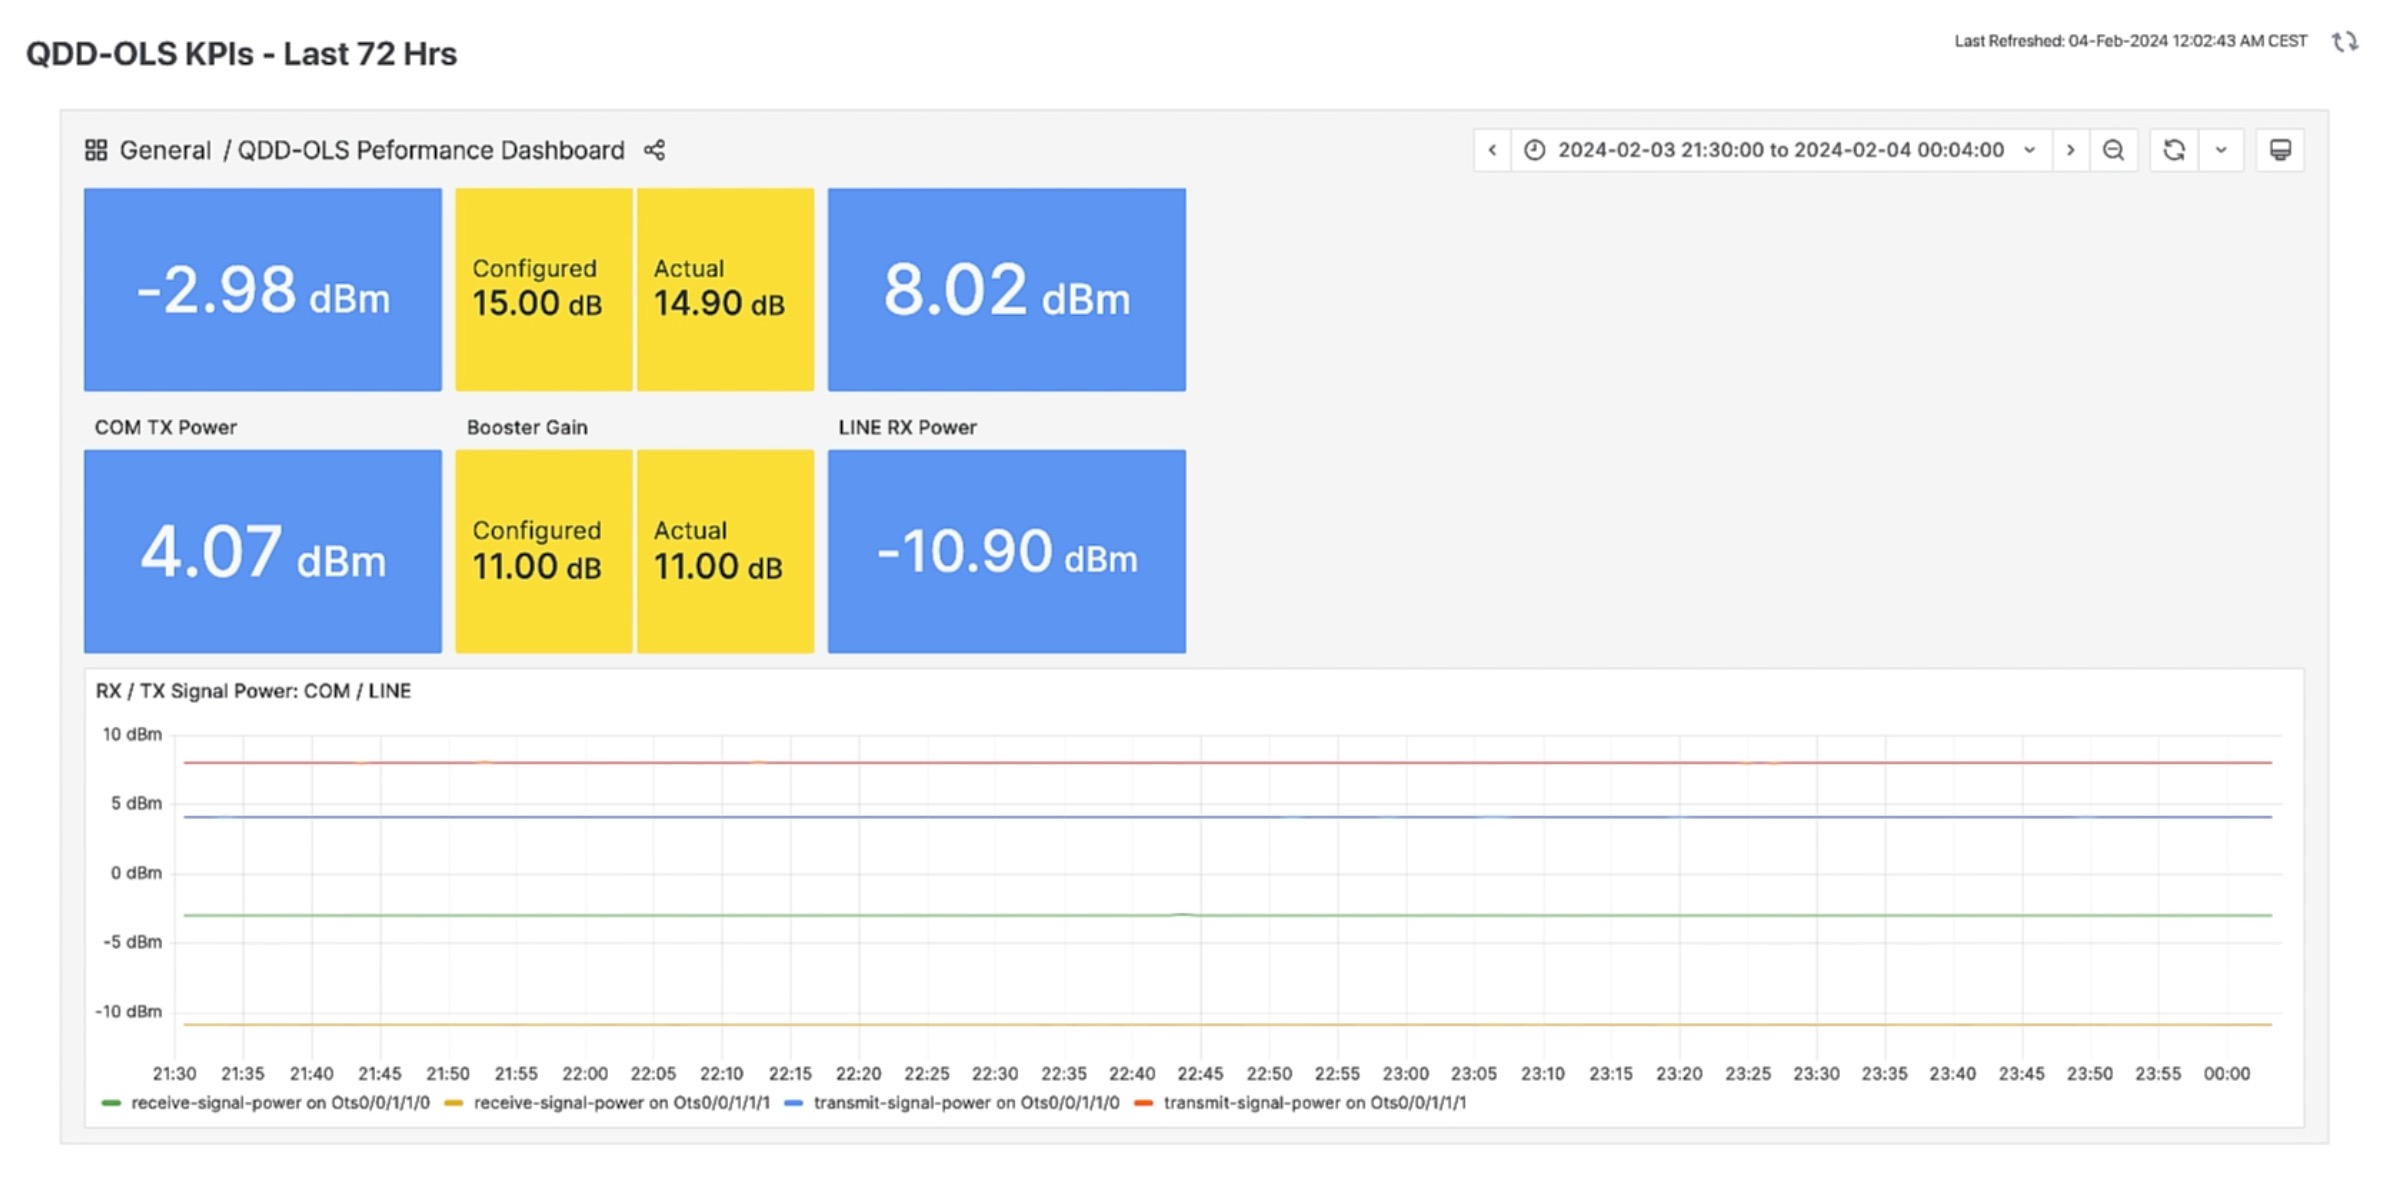 QDD-OLS KPIs - Last 72 Hrs
Last Refreshed: 04-Feb-2024 12:02:43 AM CEST
General / QDD-OLS Peformance Dashboard
2024-02-03 21:30:00 to 2024-02-04 00:04:00
-2.98 dBm
Configured
15.00 dB
Actual
14.90 dB
8.02 dBm
COM TX Power
Booster Gain
LINE RX Power
4.07 dBm
Configured
11.00 dB
Actual
11.00 dB
-10.90 dBm
RX / TX Signal Power: COM / LINE
10 dBm
5 dBm
0 dBm
-5 dBm
-10 dBm
21:30 21:35 21:40 21:45 21:50 21:55 22:00 22:05 22:10 22:15 22:20 22:25 22:30 22:35 22:40 22:45 22:50 22:55 23:00 23:05 23:10 23:15 23:20 23:25 23:30 23:35 23:40 23:45 23:50 23:55 00:00
receive-signal-power on Ots0/0/1/1/0 receive-signal-power on Ots0/0/1/1/1 transmit-signal-power on Ots0/0/1/1/0 transmit-signal-power on Ots0/0/1/1/1